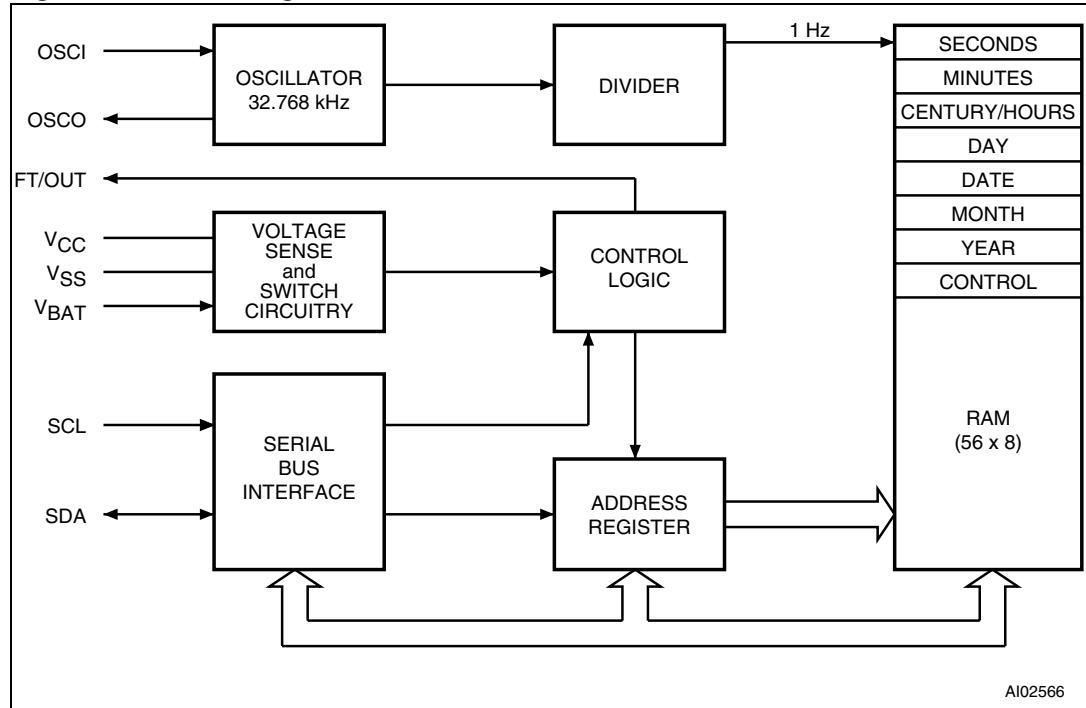 OSCI
OSCO
FT/OUT
VCC
VSS
VBAT
SCL
SDA
OSCILLATOR
32.768 kHz
VOLTAGE
SENSE
and
SWITCH
CIRCUITRY
SERIAL
BUS
INTERFACE
DIVIDER
CONTROL
LOGIC
ADDRESS
REGISTER
1 Hz
SECONDS
MINUTES
CENTURY/HOURS
DAY
DATE
MONTH
YEAR
CONTROL
RAM
(56 x 8)
AI02566